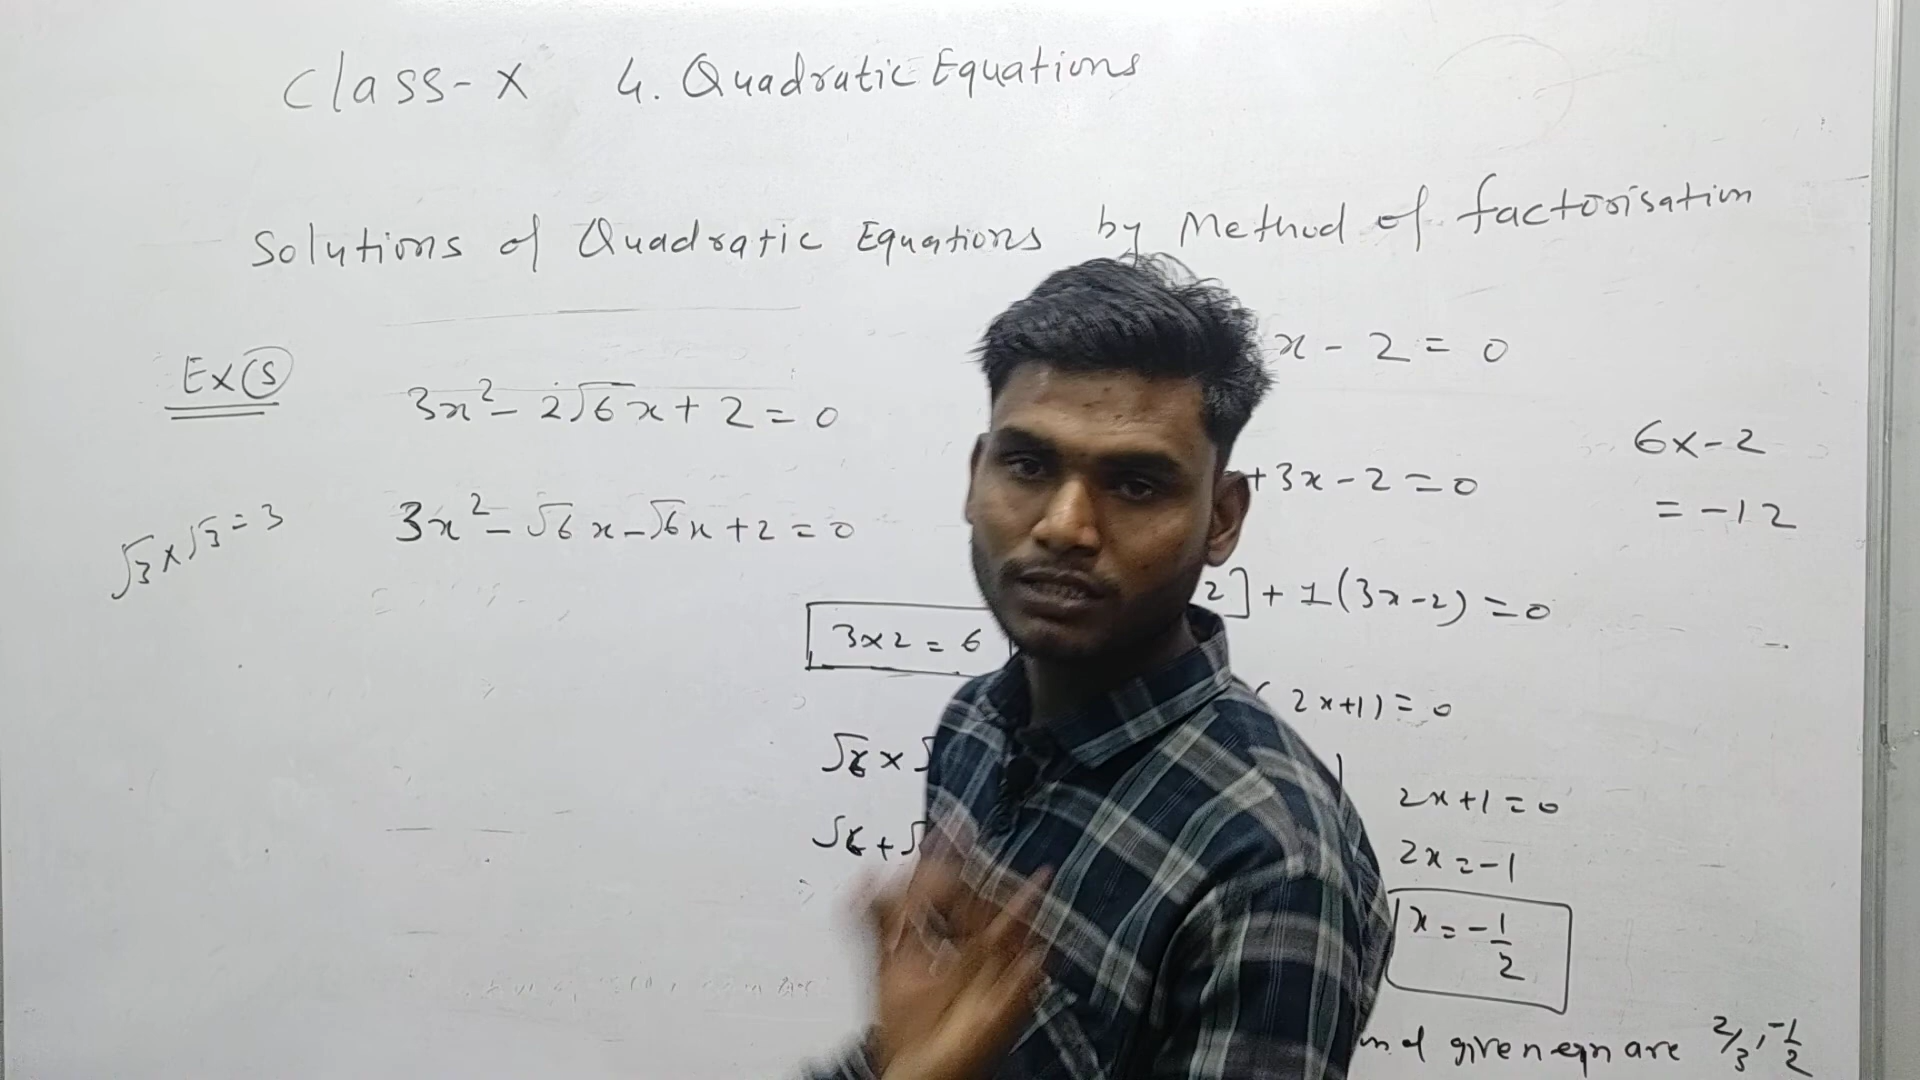 Class-X 4. Quadratic Equations
Solutions of Quadratic Equations by Method of factorisation
Ex(5)
3x² - 2√6x + 2 = 0
3x² - √6x - √6x + 2 = 0
√3 × √3 = 3
3×2 = 6
√6 × √
√6 + √
x - 2 = 0
+3x - 2 = 0
2] + 1(3x-2) = 0
(2x+1) = 0
2x+1 = 0
2x = -1
x = -1/2
given eqn are 2/3, -1/2
6x-2
= -12